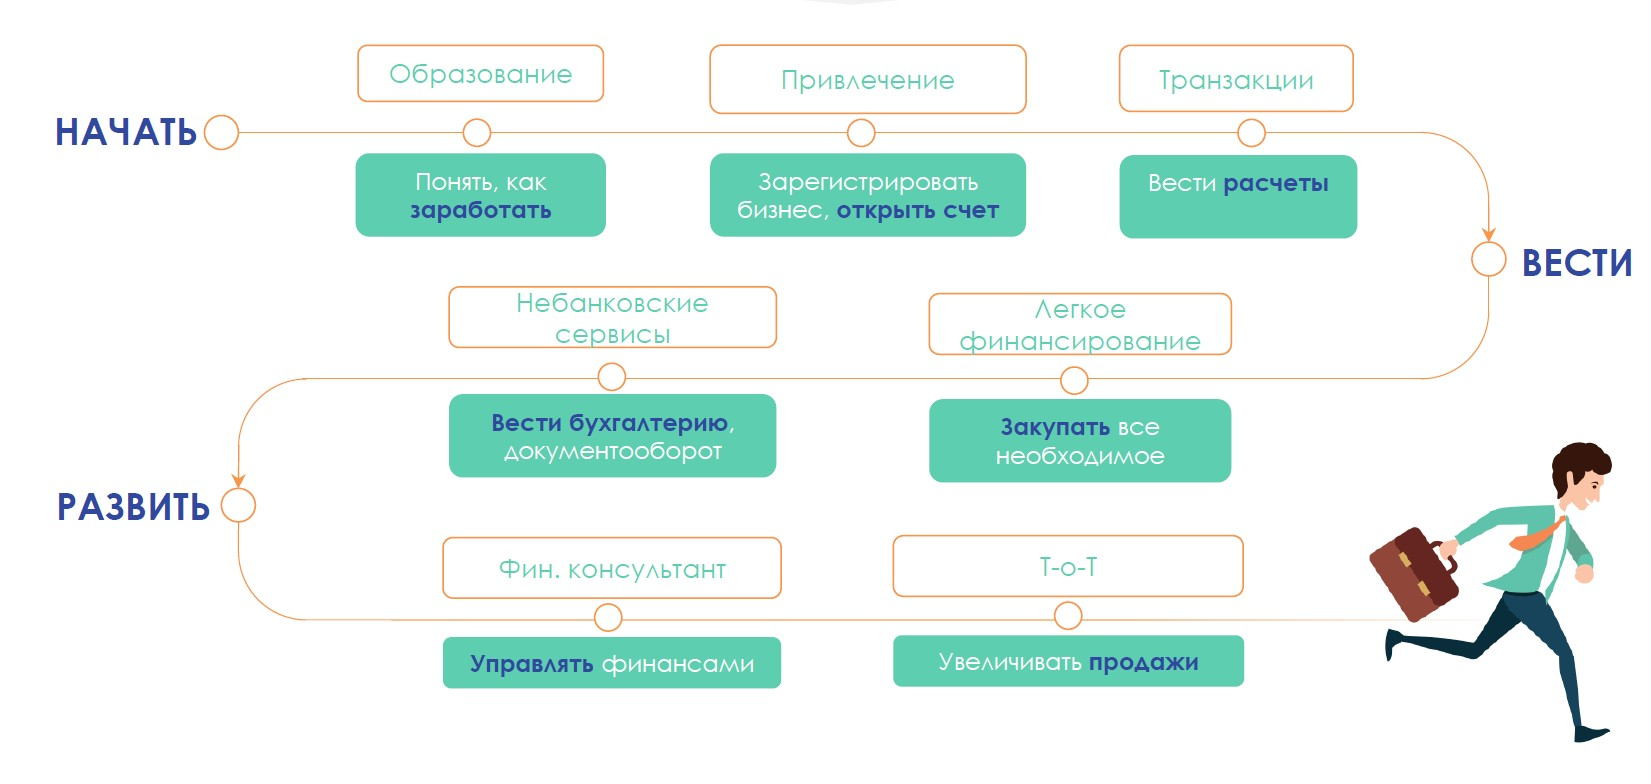 НАЧАТЬ
Образование
Привлечение
Транзакции
Понять, как
заработать
Зарегистрировать
бизнес, открыть счет
Вести расчеты
ВЕСТИ
Небанковские
сервисы
Легкое
финансирование
Вести бухгалтерию,
документооборот
Закупать все
необходимое
РАЗВИТЬ
Фин. консультант
Т-о-Т
Управлять финансами
Увеличивать продажи